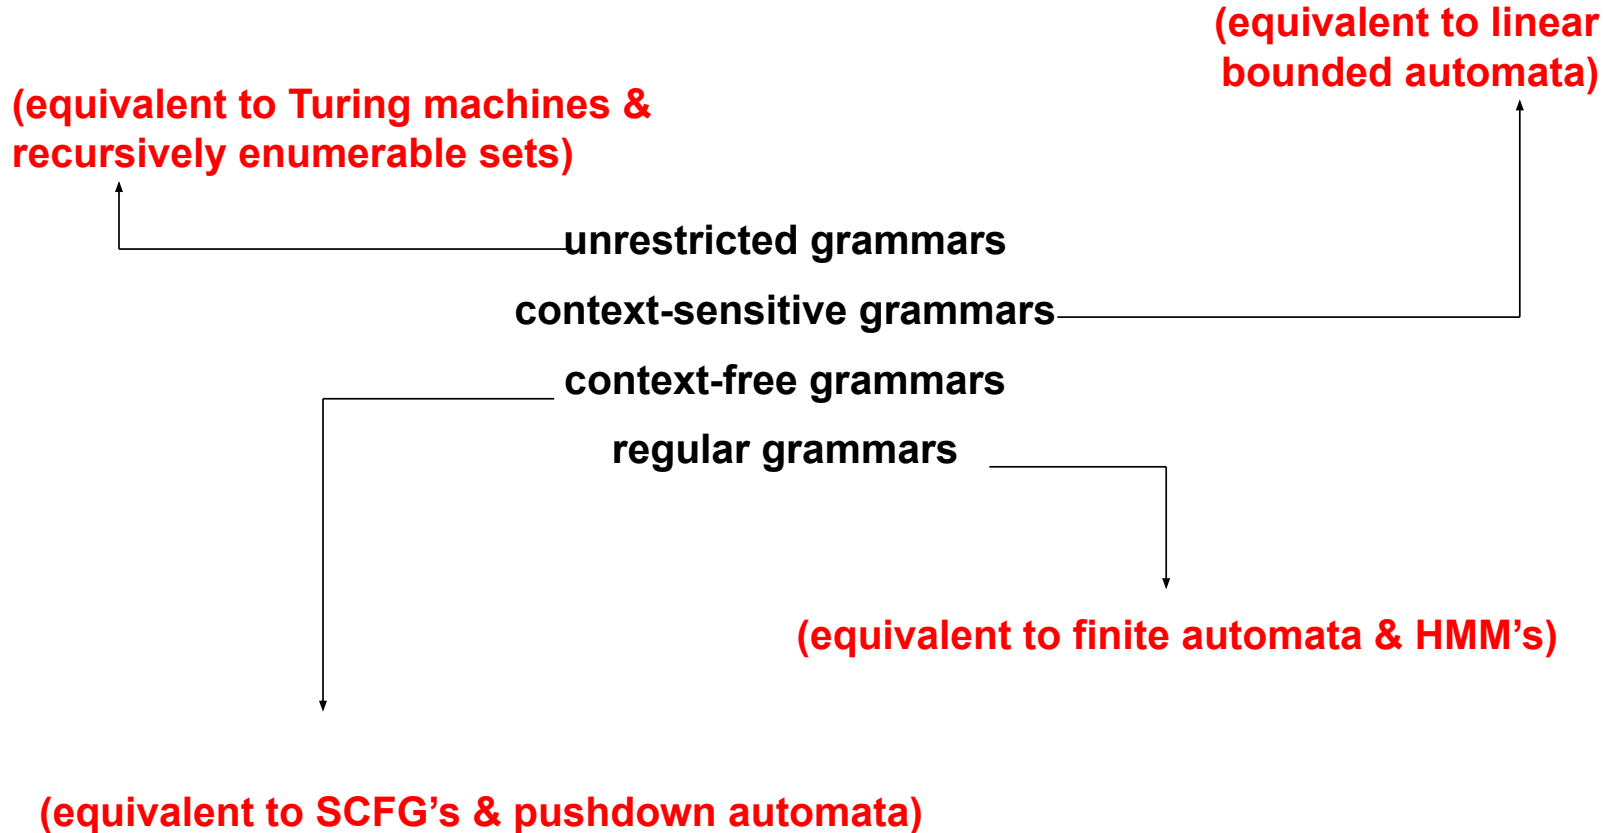 (equivalent to linear
bounded automata)
(equivalent to Turing machines &
recursively enumerable sets)
unrestricted grammars
context-sensitive grammars
context-free grammars
regular grammars
(equivalent to finite automata & HMM’s)
(equivalent to SCFG’s & pushdown automata)